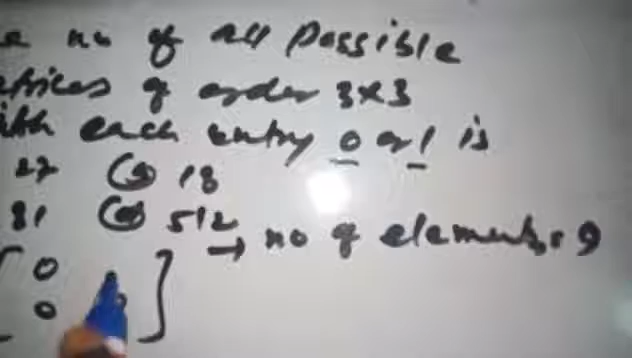 no of all possible
of order 3x3
each entry 0 or 1 is
27 18
81 512
→ no of elements, 9
[0
0 ]